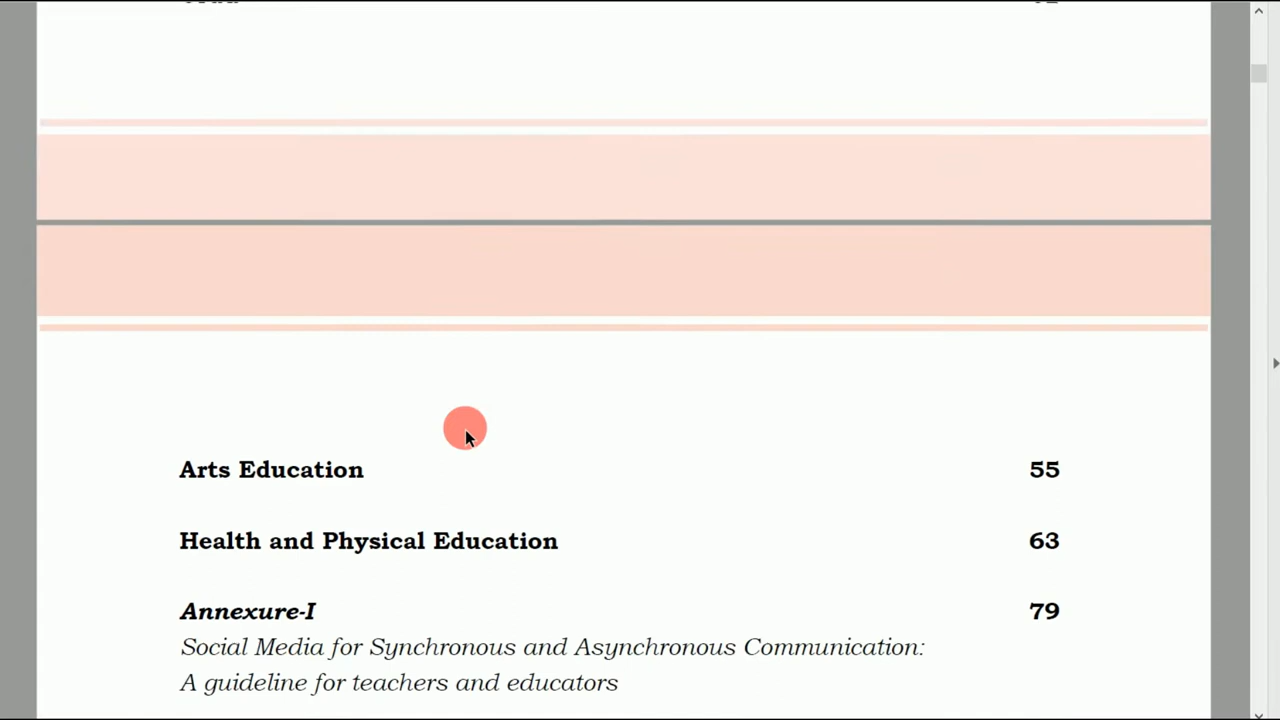 Arts Education 55
Health and Physical Education 63
Annexure-I 79
Social Media for Synchronous and Asynchronous Communication:
A guideline for teachers and educators